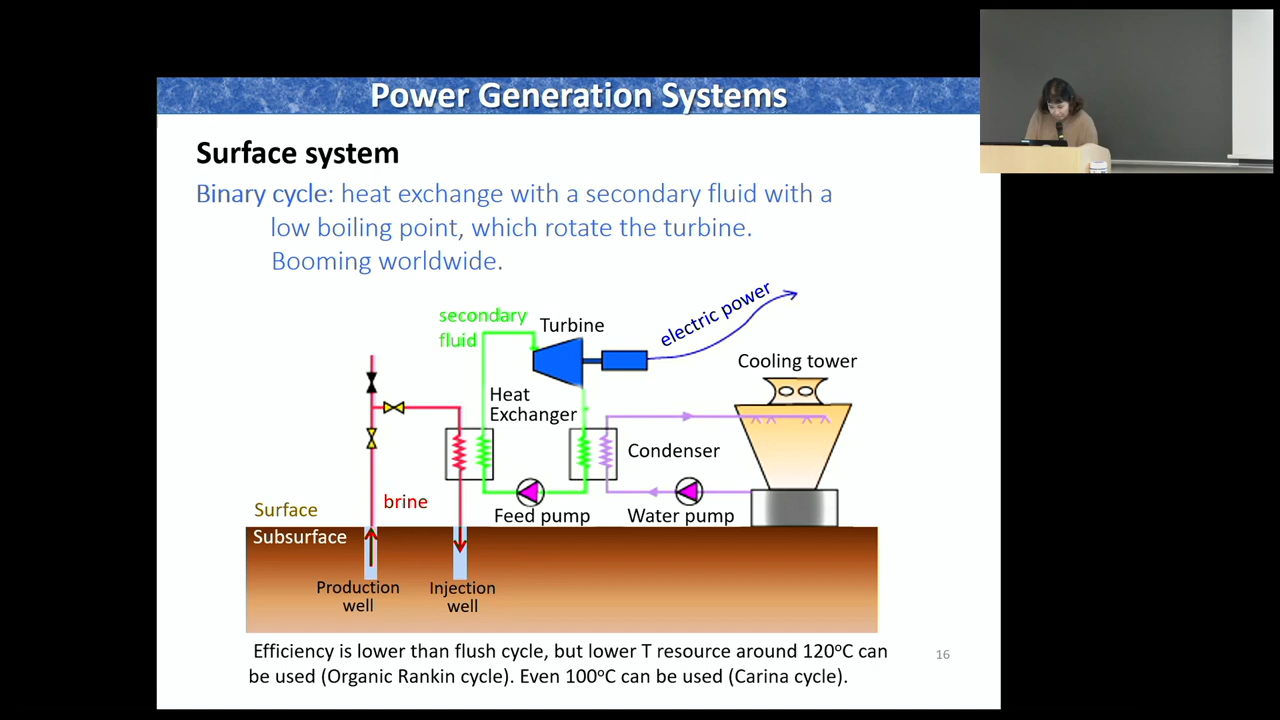 Power Generation Systems
Surface system
Binary cycle: heat exchange with a secondary fluid with a
low boiling point, which rotate the turbine.
Booming worldwide.
electric power
secondary
fluid
Turbine
Cooling tower
Heat
Exchanger
Condenser
brine
Surface
Feed pump
Water pump
Subsurface
Production
well
Injection
well
Efficiency is lower than flush cycle, but lower T resource around 120°C can
be used (Organic Rankin cycle). Even 100°C can be used (Carina cycle).
16